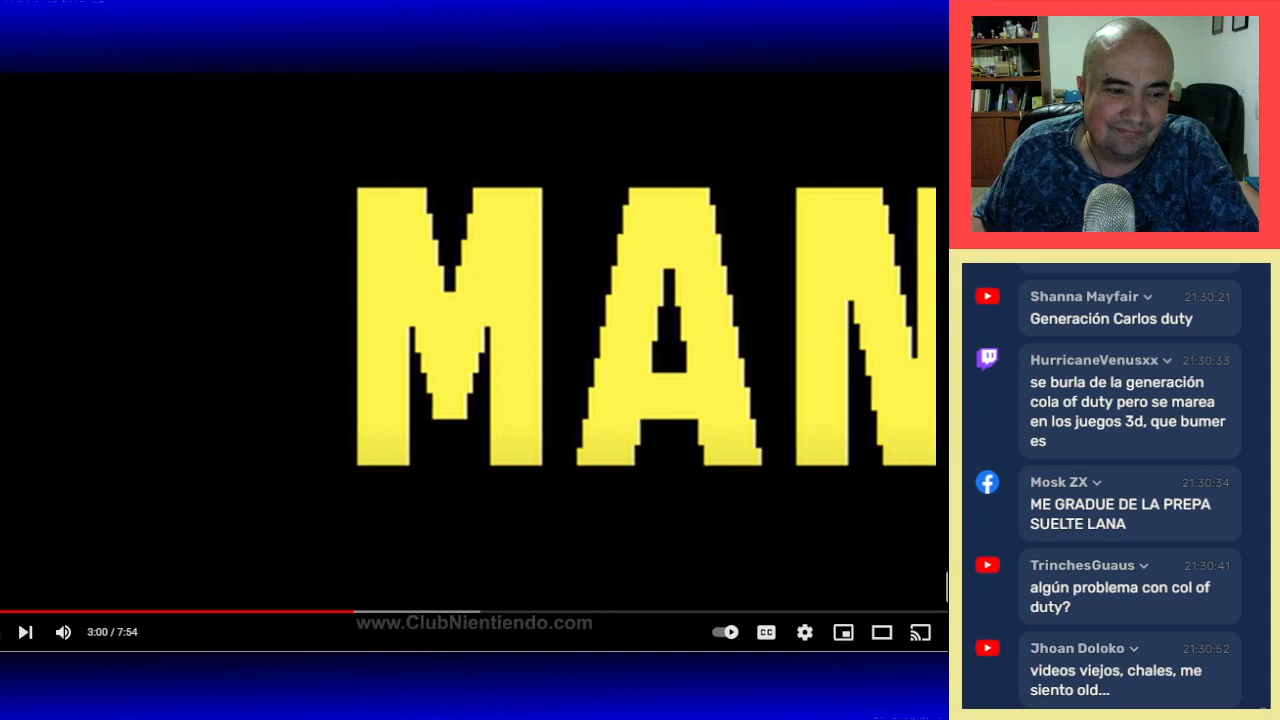 MAN
3:00 / 7:54
www.ClubNientiendo.com
CC
Shanna Mayfair 21:30:21
Generación Carlos duty
HurricaneVenusxx 21:30:33
se burla de la generación
cola of duty pero se marea
en los juegos 3d, que bumer
es
Mosk ZX 21:30:34
ME GRADUE DE LA PREPA
SUELTE LANA
TrinchesGuaus 21:30:41
algún problema con col of
duty?
Jhoan Doloko 21:30:52
videos viejos, chales, me
siento old...